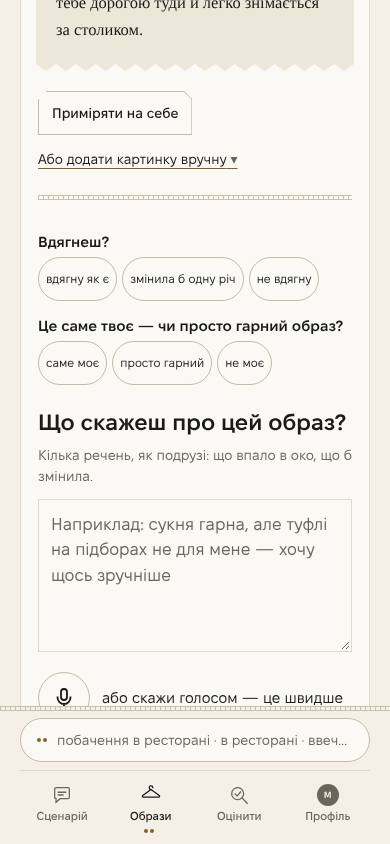 тебе дорогою туди й легко знімається
за столиком.
Приміряти на себе
Або додати картинку вручну ▾
Вдягнеш?
вдягну як є
змінила б одну річ
не вдягну
Це саме твоє — чи просто гарний образ?
саме моє
просто гарний
не моє
Що скажеш про цей образ?
Кілька речень, як подрузі: що впало в око, що б
змінила.
Наприклад: сукня гарна, але туфлі
на підборах не для мене — хочу
щось зручніше
або скажи голосом — це швидше
побачення в ресторані · в ресторані · ввеч...
Сценарій
Образи
Оцінити
М
Профіль